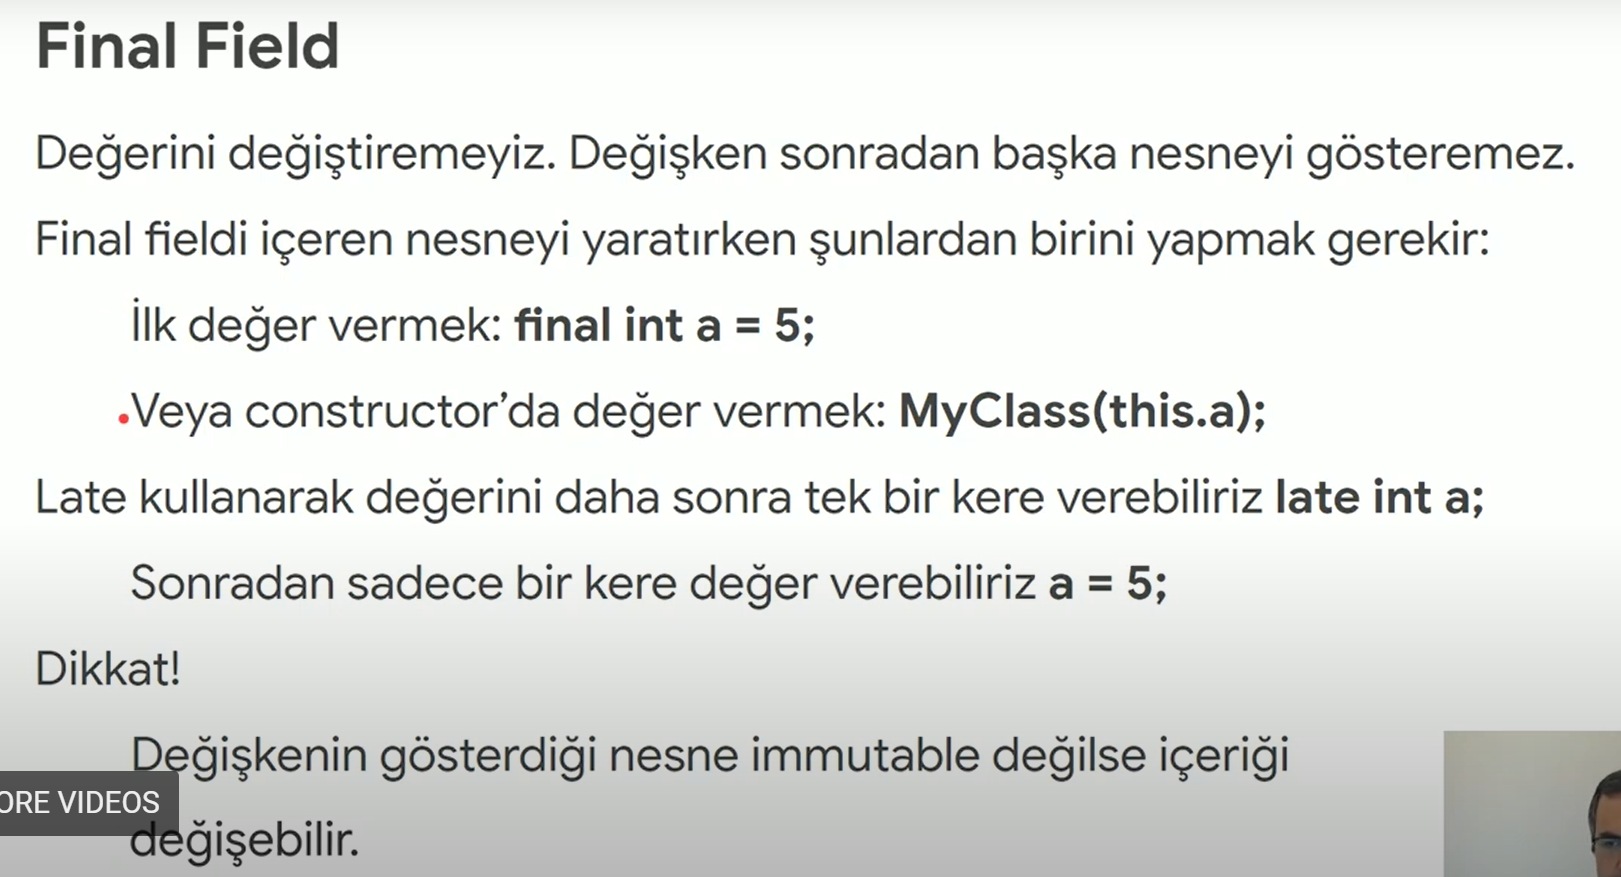 Final Field
Değerini değiştiremeyiz. Değişken sonradan başka nesneyi gösteremez.
Final fieldi içeren nesneyi yaratırken şunlardan birini yapmak gerekir:
İlk değer vermek: final int a = 5;
Veya constructor’da değer vermek: MyClass(this.a);
Late kullanarak değerini daha sonra tek bir kere verebiliriz late int a;
Sonradan sadece bir kere değer verebiliriz a = 5;
Dikkat!
Değişkenin gösterdiği nesne immutable değilse içeriği
ORE VIDEOS
değişebilir.